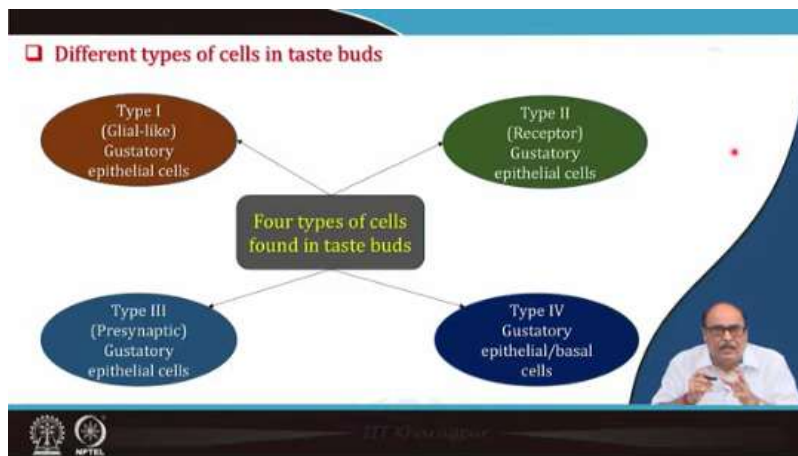 Different types of cells in taste buds
Type I
(Glial-like)
Gustatory
epithelial cells
Type II
(Receptor)
Gustatory
epithelial cells
Four types of cells
found in taste buds
Type III
(Presynaptic)
Gustatory
epithelial cells
Type IV
Gustatory
epithelial/basal
cells
NPTEL
IIT Kharagpur